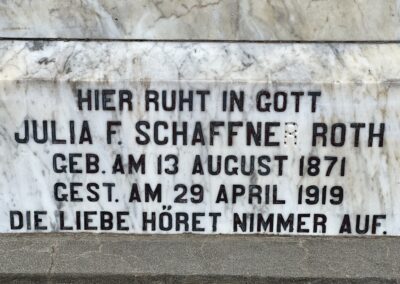 HIER RUHT IN GOTT
JULIA F. SCHAFFNER ROTH
GEB. AM 13 AUGUST 1871
GEST. AM 29 APRIL 1919
DIE LIEBE HÖRET NIMMER AUF.